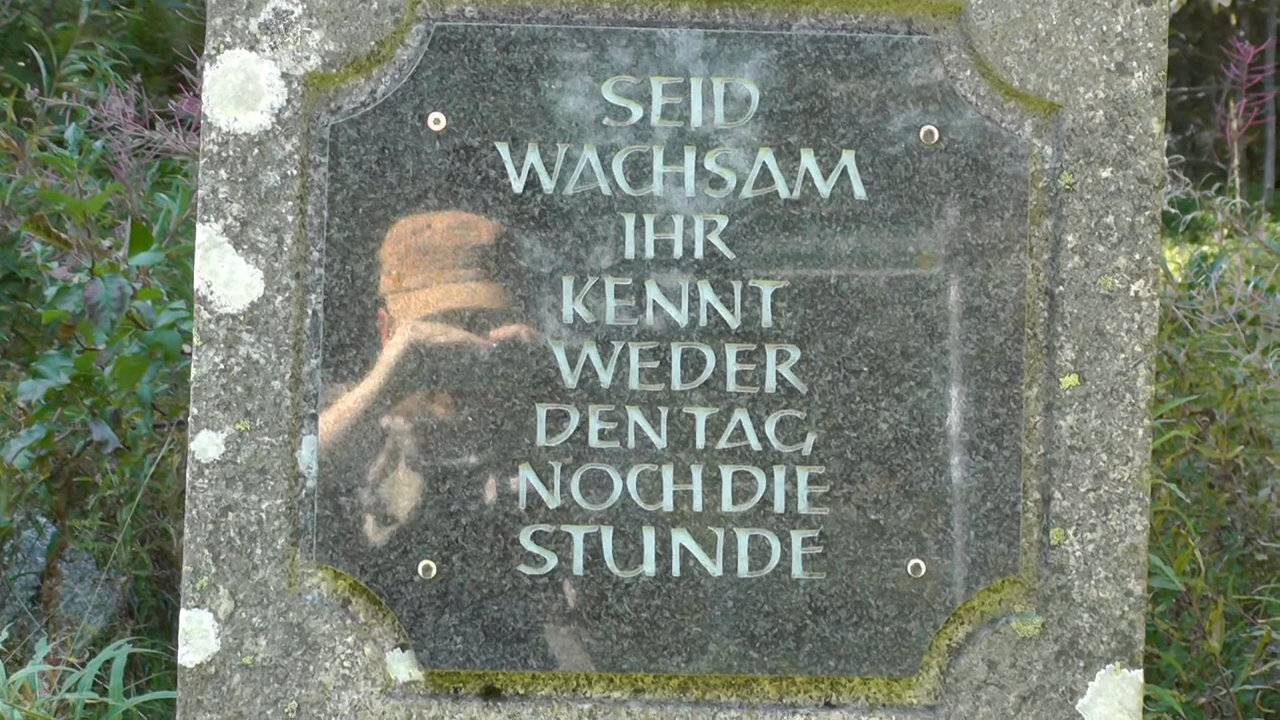 SEID
WACHSAM
IHR
KENNT
WEDER
DEN TAG
NOCH DIE
STUNDE